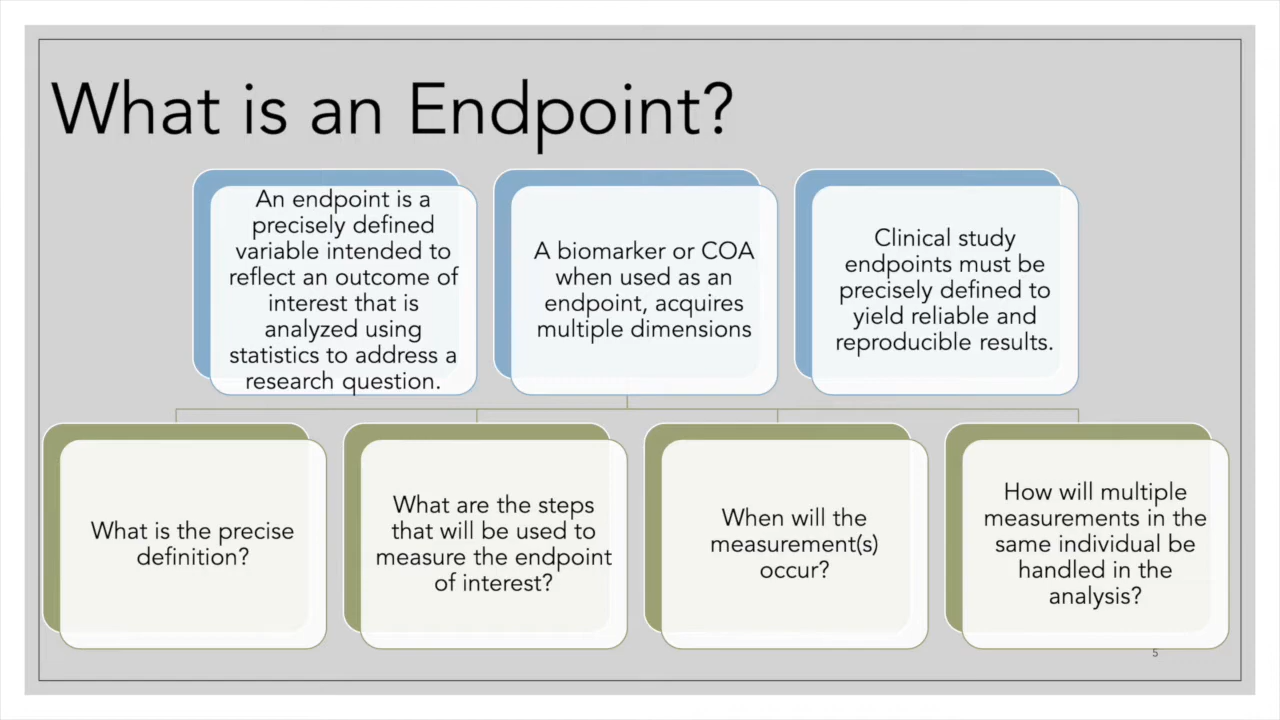 What is an Endpoint?
An endpoint is a
precisely defined
variable intended to
reflect an outcome of
interest that is
analyzed using
statistics to address a
research question.
A biomarker or COA
when used as an
endpoint, acquires
multiple dimensions
Clinical study
endpoints must be
precisely defined to
yield reliable and
reproducible results.
What is the precise
definition?
What are the steps
that will be used to
measure the endpoint
of interest?
When will the
measurement(s)
occur?
How will multiple
measurements in the
same individual be
handled in the
analysis?
5